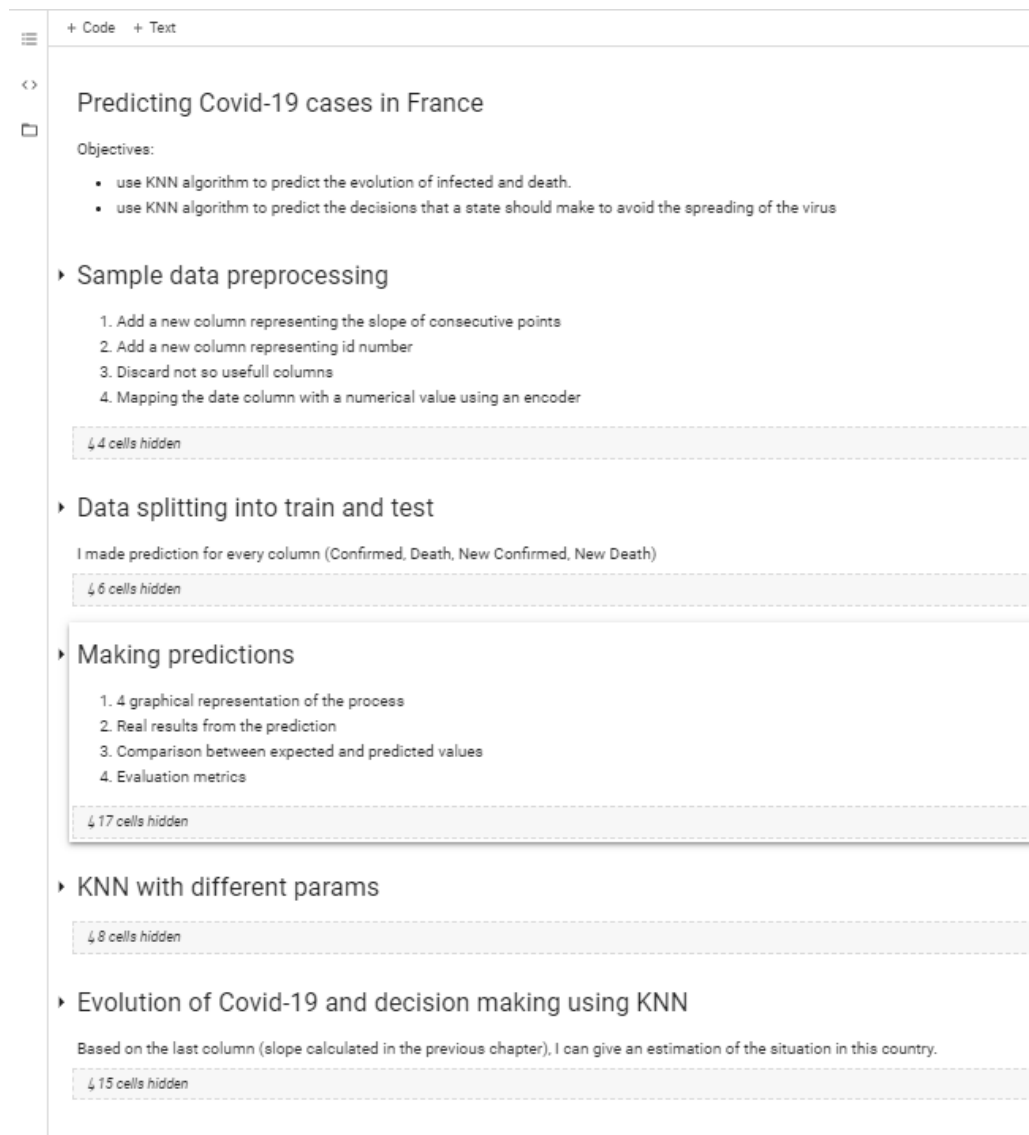 + Code + Text
Predicting Covid-19 cases in France
Objectives:
• use KNN algorithm to predict the evolution of infected and death.
• use KNN algorithm to predict the decisions that a state should make to avoid the spreading of the virus
Sample data preprocessing
1. Add a new column representing the slope of consecutive points
2. Add a new column representing id number
3. Discard not so usefull columns
4. Mapping the date column with a numerical value using an encoder
↳ 4 cells hidden
Data splitting into train and test
I made prediction for every column (Confirmed, Death, New Confirmed, New Death)
↳ 6 cells hidden
Making predictions
1. 4 graphical representation of the process
2. Real results from the prediction
3. Comparison between expected and predicted values
4. Evaluation metrics
↳ 17 cells hidden
KNN with different params
↳ 8 cells hidden
Evolution of Covid-19 and decision making using KNN
Based on the last column (slope calculated in the previous chapter), I can give an estimation of the situation in this country.
↳ 15 cells hidden